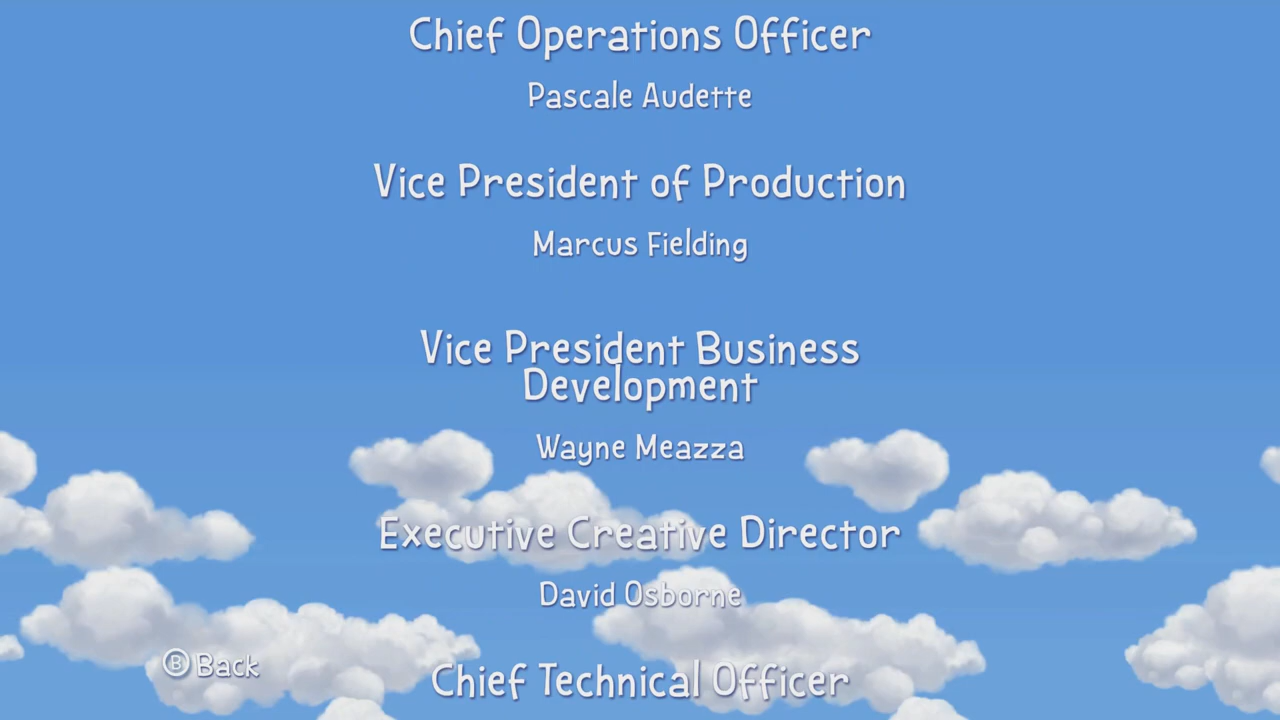 Chief Operations Officer
Pascale Audette
Vice President of Production
Marcus Fielding
Vice President Business
Development
Wayne Meazza
Executive Creative Director
David Osborne
B Back
Chief Technical Officer